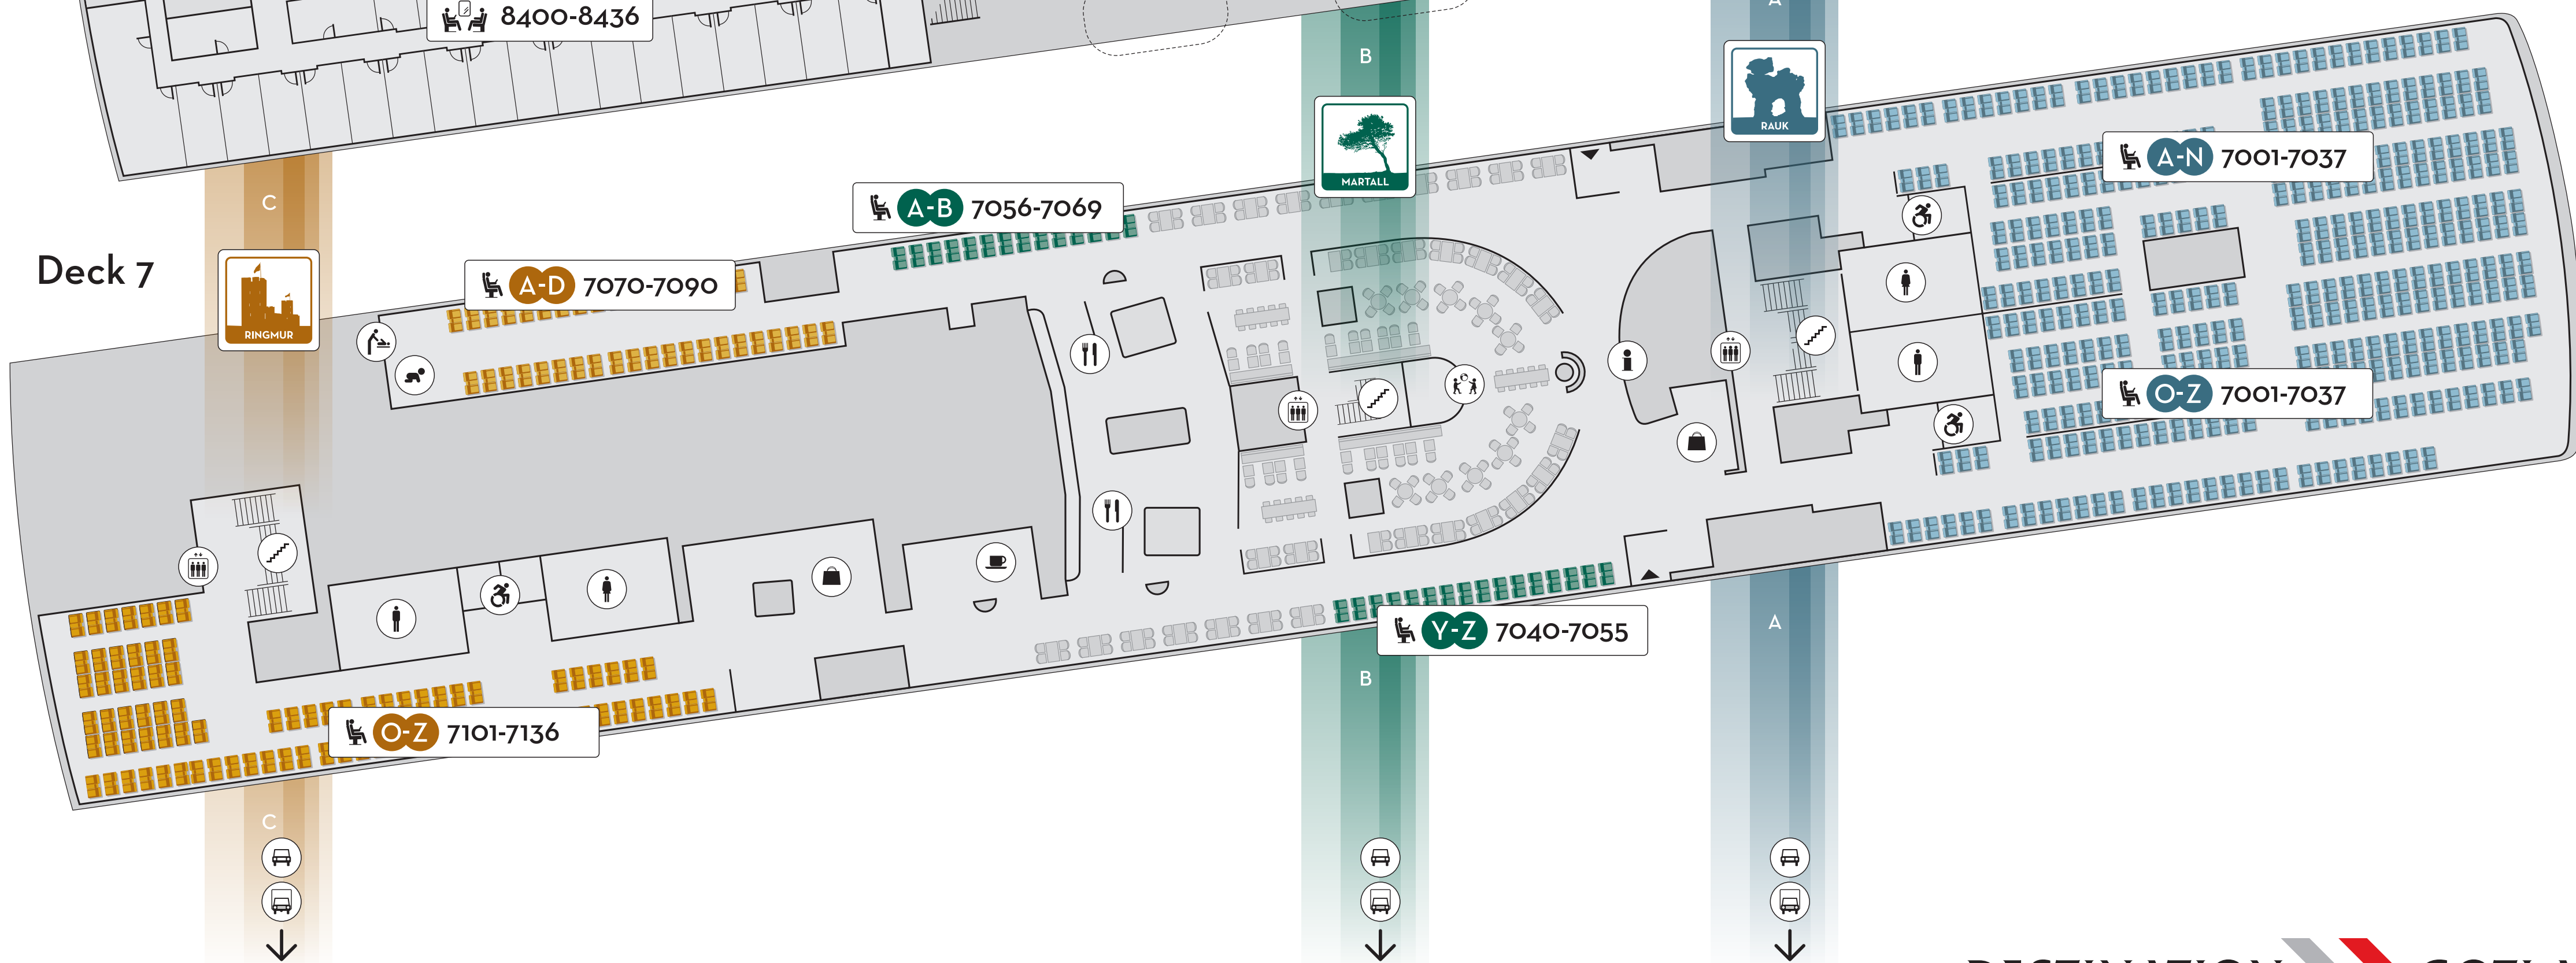 8400-8436
B
A
RAUK
A-N 7001-7037
MARTALL
C
A-B 7056-7069
Deck 7
A-D 7070-7090
RINGMUR
O-Z 7001-7037
Y-Z 7040-7055
A
B
O-Z 7101-7136
C